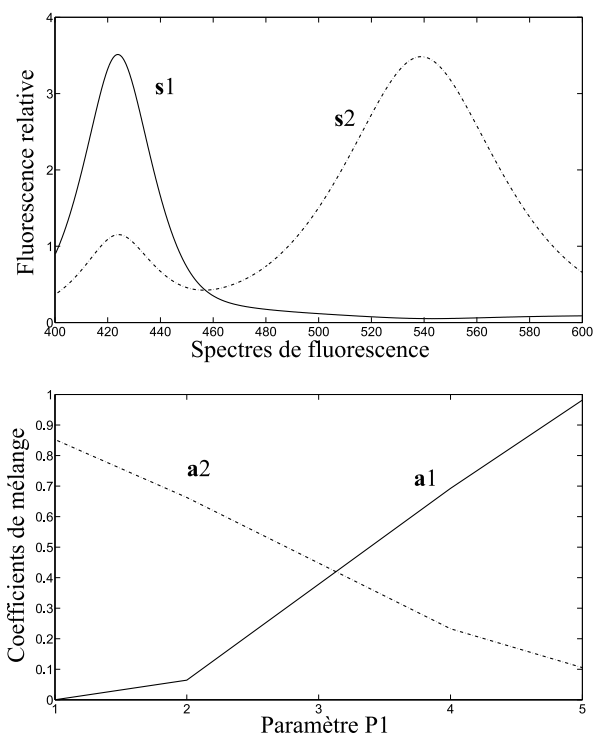 4
3
2
1
0
Fluorescence relative
s1
s2
400 420 440 460 480 500 520 540 560 580 600
Spectres de fluorescence
1
0.9
0.8
0.7
0.6
0.5
0.4
0.3
0.2
0.1
0
Coefficients de mélange
a2
a1
1 2 3 4 5
Paramètre P1